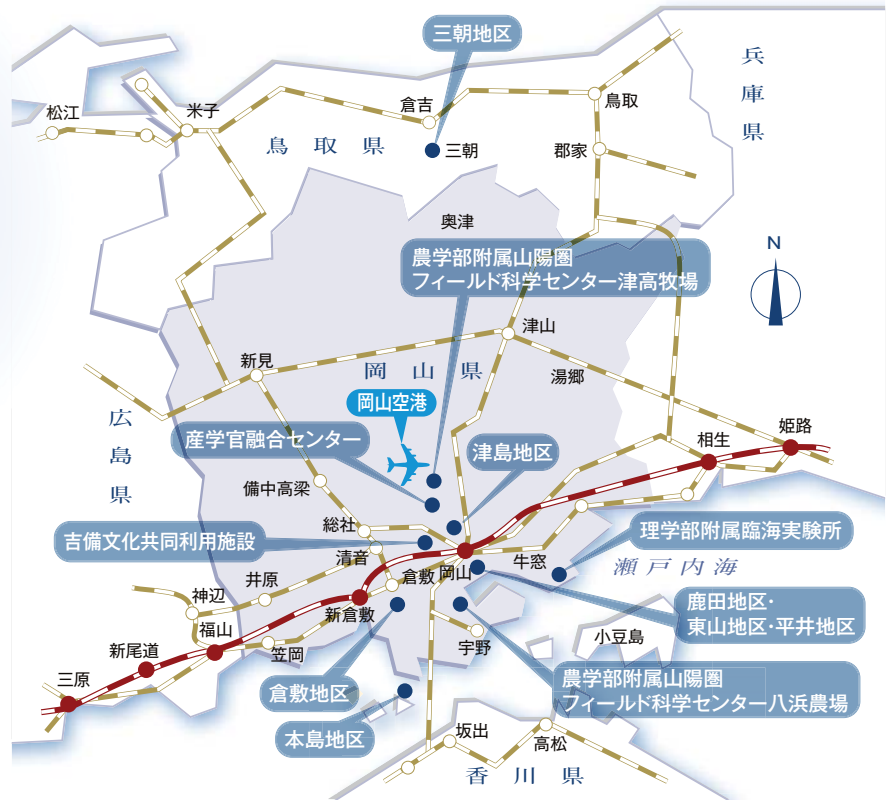 三朝地区
兵庫県
松江
米子
倉吉
鳥取
鳥取県
三朝
郡家
奥津
農学部附属山陽圏
フィールド科学センター津高牧場
N
津山
新見
岡山県
湯郷
岡山空港
広島県
産学官融合センター
津島地区
相生
姫路
備中高梁
総社
吉備文化共同利用施設
理学部附属臨海実験所
清音
牛窓
瀬戸内海
倉敷
岡山
井原
神辺
新倉敷
鹿田地区・
東山地区・平井地区
福山
新尾道
小豆島
宇野
笠岡
三原
倉敷地区
農学部附属山陽圏
フィールド科学センター八浜農場
本島地区
坂出
高松
香川県